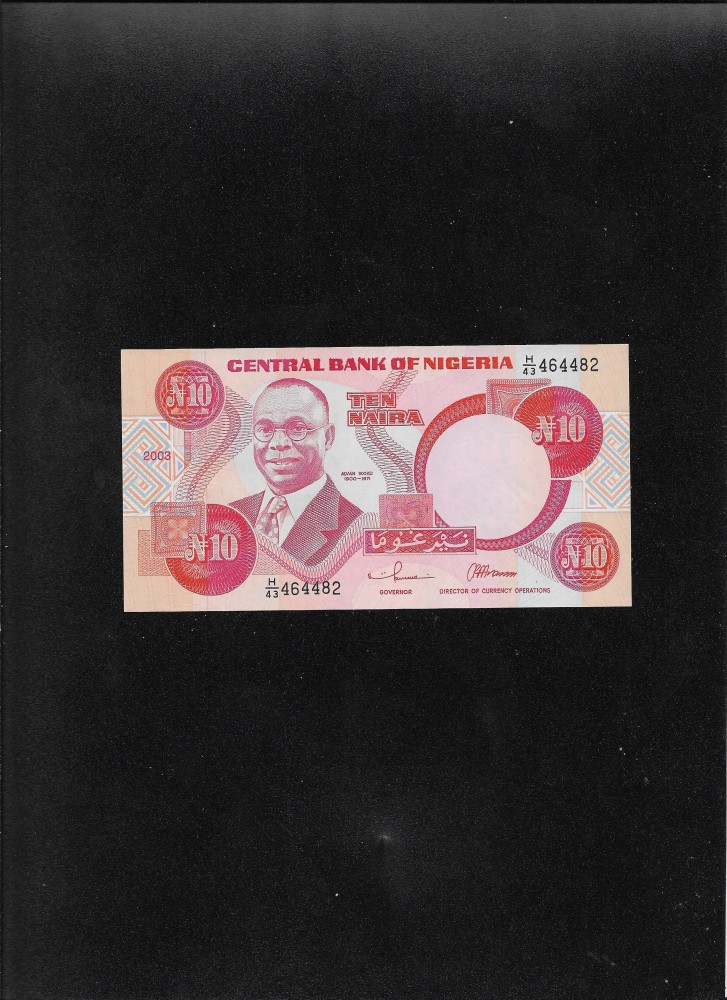 CENTRAL BANK OF NIGERIA
H/43 464482
₦10
TEN
NAIRA
₦10
2003
ALVAN IKOKU
1900-1971
₦10
نَيْرَ غُومَا
₦10
H/43 464482
GOVERNOR
DIRECTOR OF CURRENCY OPERATIONS